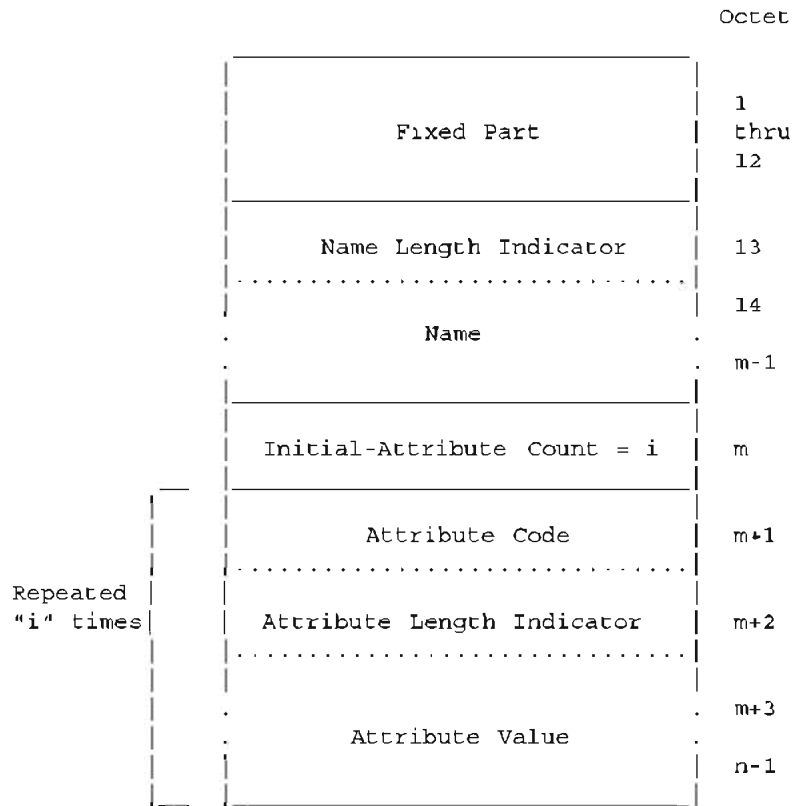 Octet
1
Fixed Part thru
12
Name Length Indicator 13
14
Name
m-1
Initial-Attribute Count = i m
Attribute Code m+1
Repeated
"i" times Attribute Length Indicator m+2
m+3
Attribute Value
n-1